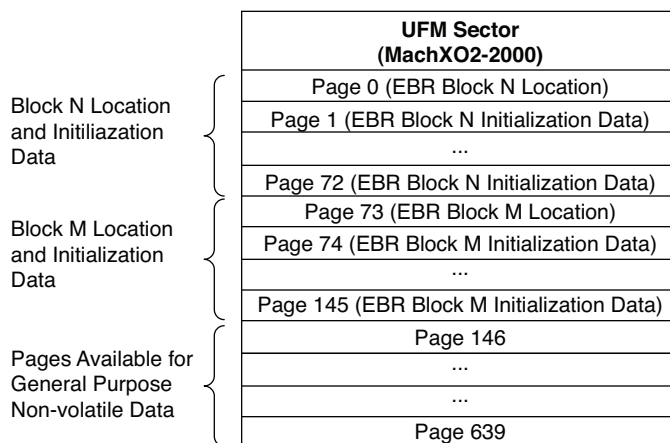 UFM Sector
(MachXO2-2000)
Block N Location
and Initiliazation
Data
Page 0 (EBR Block N Location)
Page 1 (EBR Block N Initialization Data)
...
Page 72 (EBR Block N Initialization Data)
Block M Location
and Initialization
Data
Page 73 (EBR Block M Location)
Page 74 (EBR Block M Initialization Data)
...
Page 145 (EBR Block M Initialization Data)
Pages Available for
General Purpose
Non-volatile Data
Page 146
...
...
Page 639